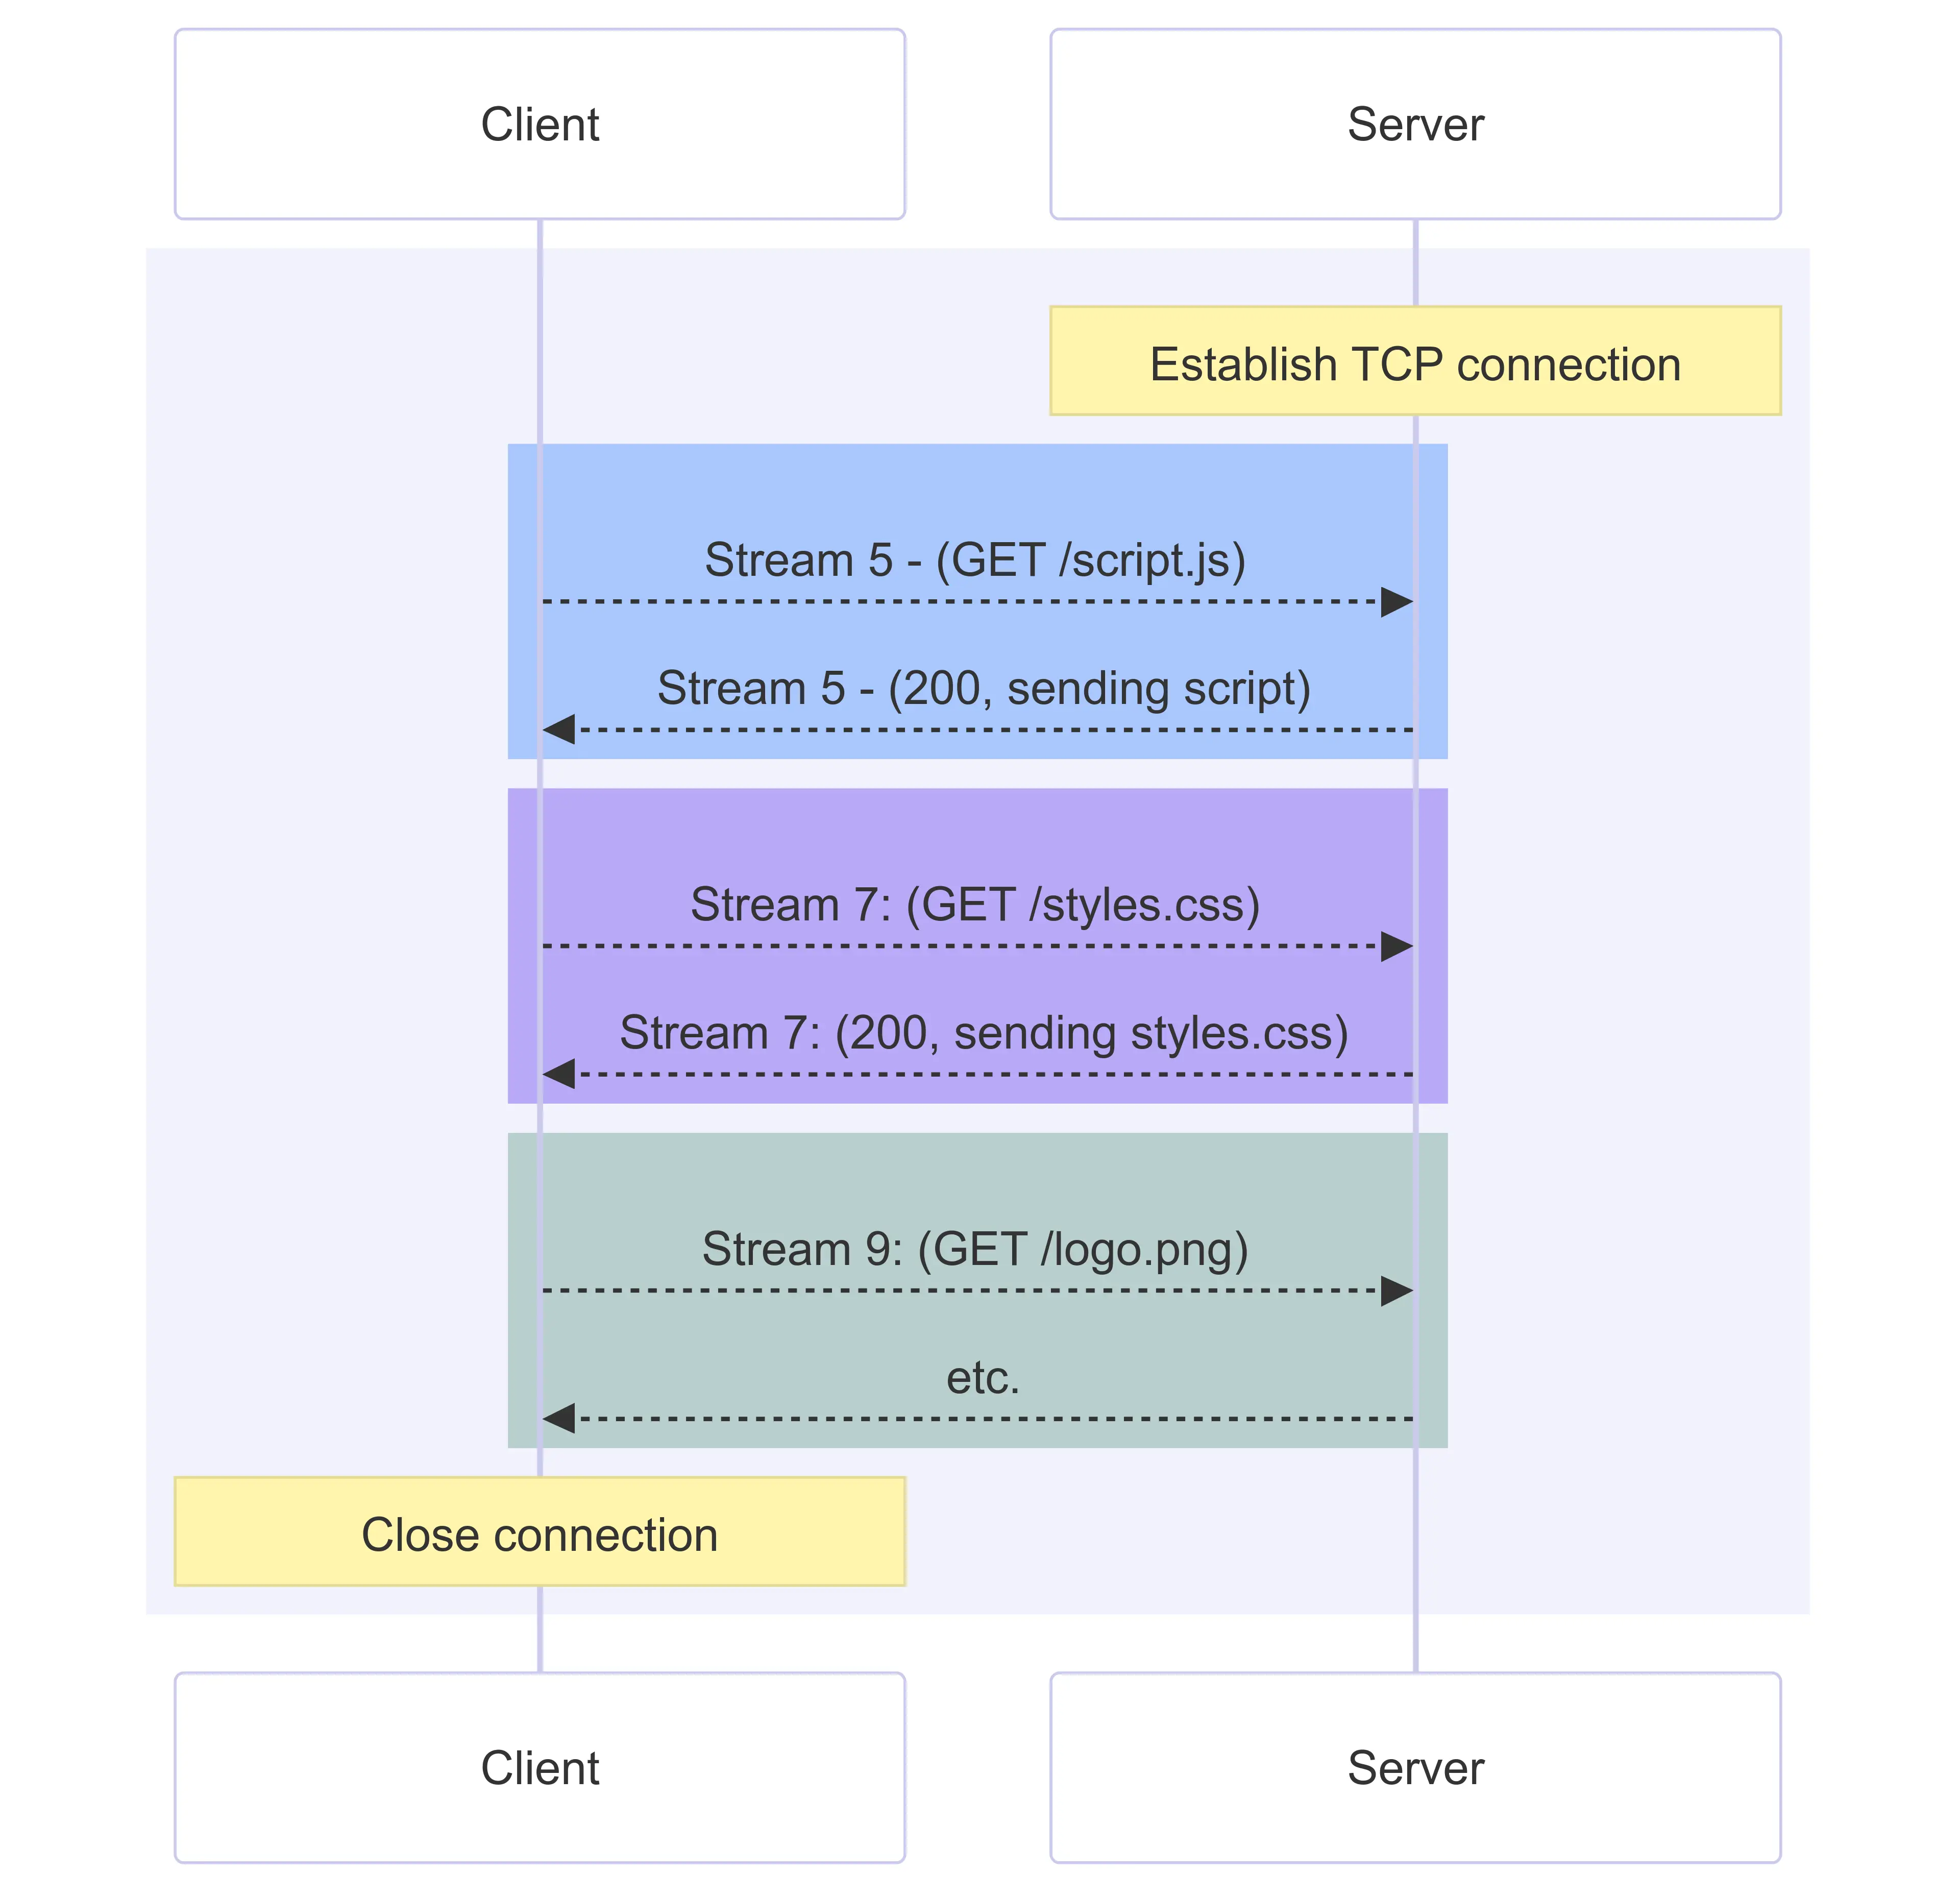 Client
Server
Establish TCP connection
Stream 5 - (GET /script.js)
Stream 5 - (200, sending script)
Stream 7: (GET /styles.css)
Stream 7: (200, sending styles.css)
Stream 9: (GET /logo.png)
etc.
Close connection
Client
Server